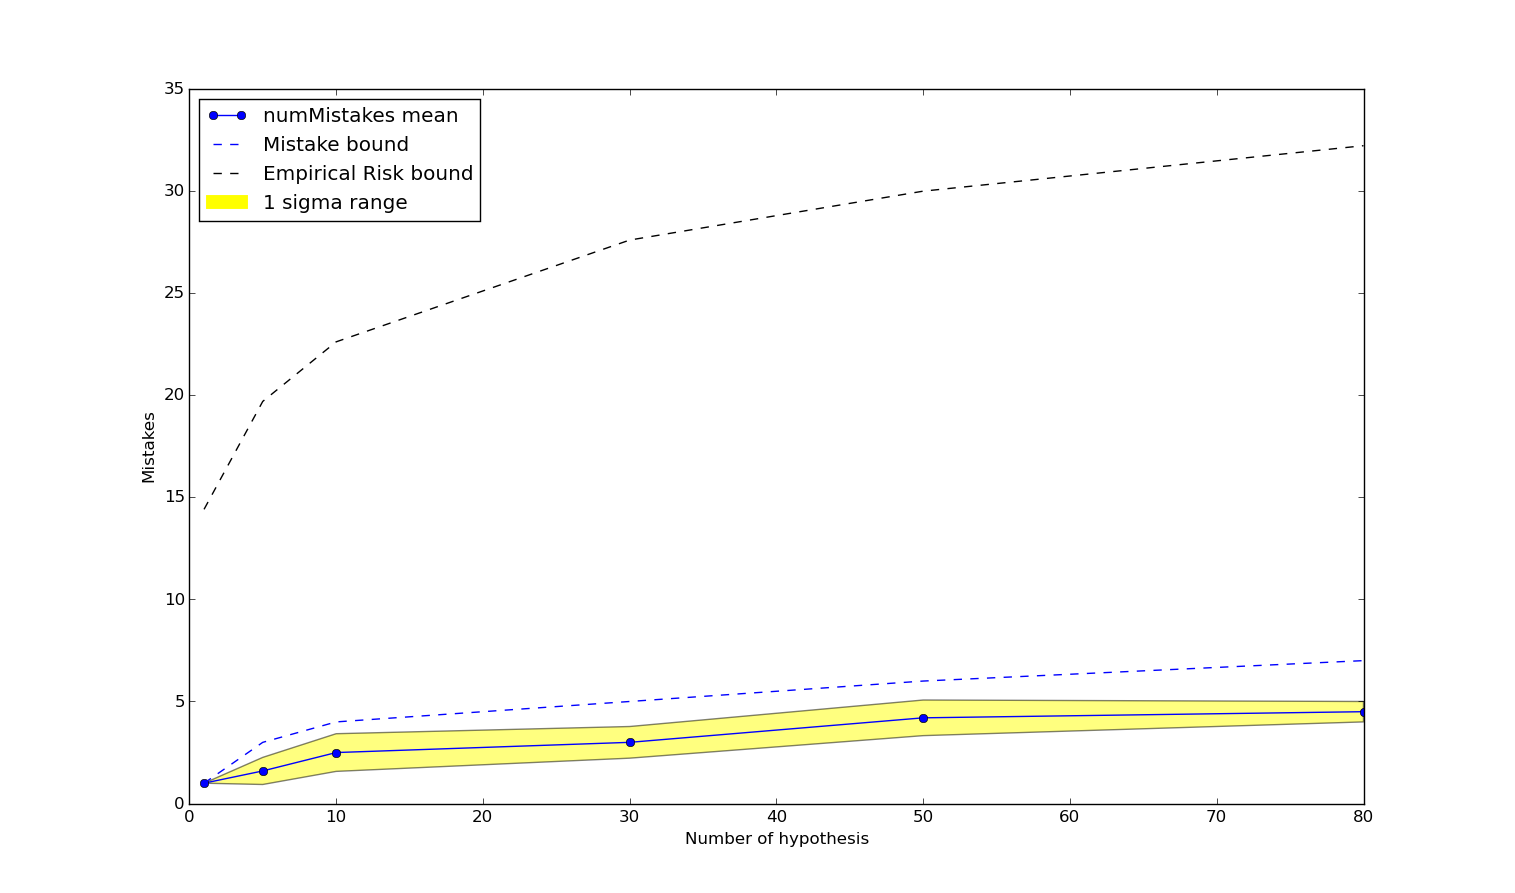 35
numMistakes mean
Mistake bound
Empirical Risk bound
1 sigma range
30
25
20
15
10
5
0
Mistakes
0 10 20 30 40 50 60 70 80
Number of hypothesis